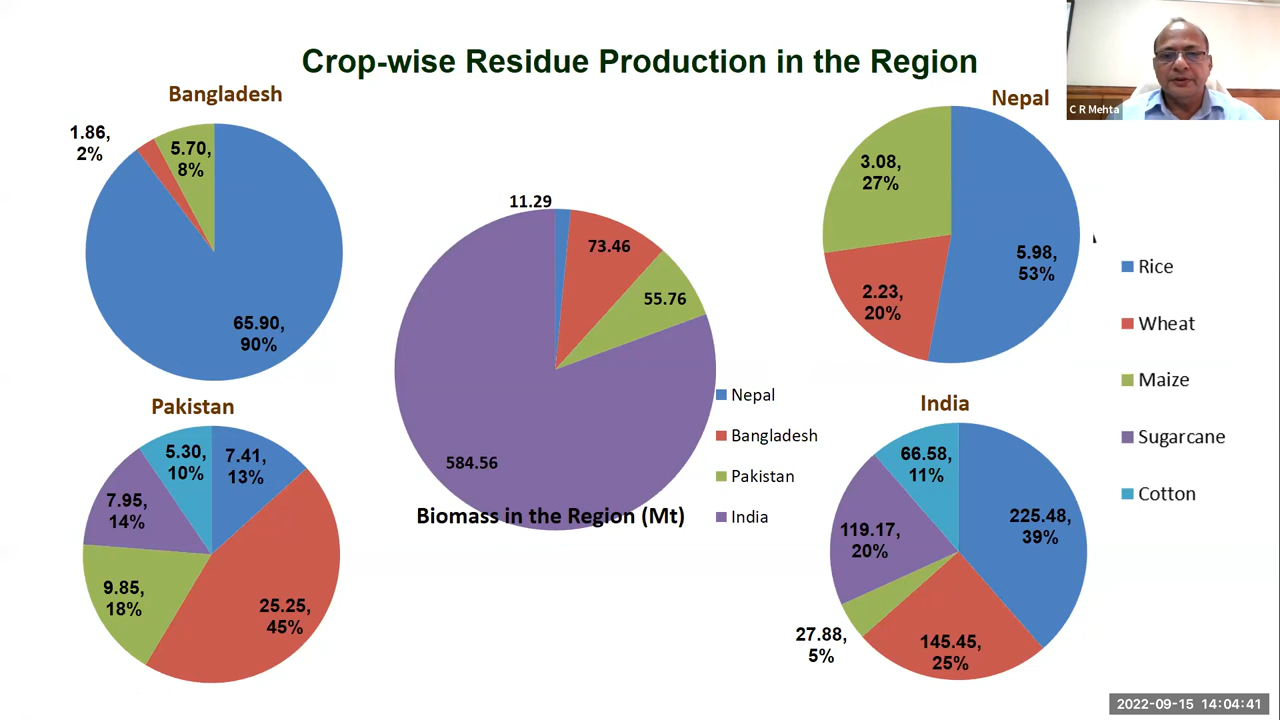 Crop-wise Residue Production in the Region
C R Mehta
Bangladesh
1.86,
2%
5.70,
8%
65.90,
90%
Nepal
3.08,
27%
5.98,
53%
2.23,
20%
11.29
73.46
55.76
584.56
Biomass in the Region (Mt)
Nepal
Bangladesh
Pakistan
India
Rice
Wheat
Maize
Sugarcane
Cotton
Pakistan
5.30,
10%
7.41,
13%
7.95,
14%
9.85,
18%
25.25,
45%
India
66.58,
11%
225.48,
39%
119.17,
20%
27.88,
5%
145.45,
25%
2022-09-15 14:04:41